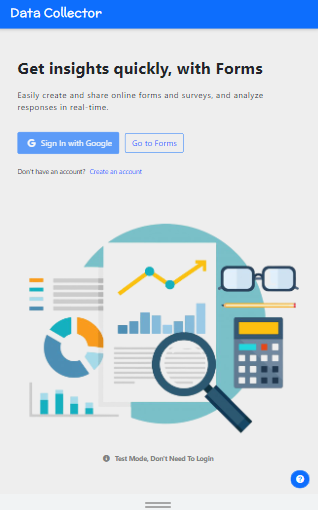 Data Collector
Get insights quickly, with Forms
Easily create and share online forms and surveys, and analyze
responses in real-time.
G Sign In with Google Go to Forms
Don't have an account? Create an account
Test Mode, Don't Need To Login